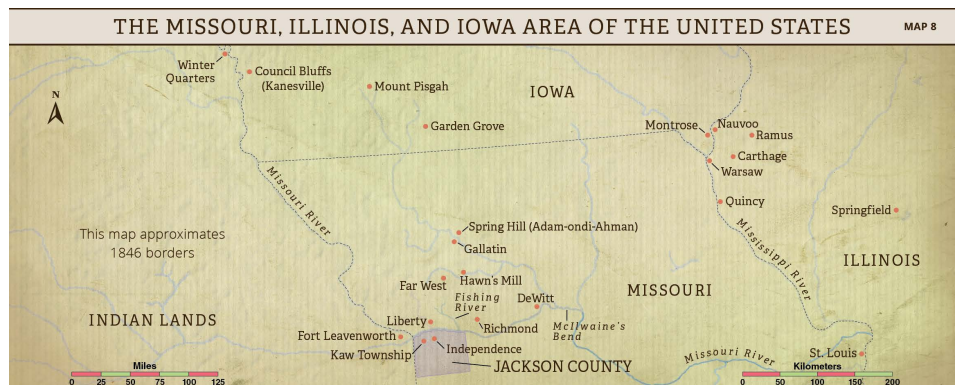 THE MISSOURI, ILLINOIS, AND IOWA AREA OF THE UNITED STATES
MAP 8
Winter
Quarters
Council Bluffs
(Kanesville)
Mount Pisgah
IOWA
N
Garden Grove
Montrose
Nauvoo
Ramus
Carthage
Warsaw
Missouri River
Quincy
Springfield
Mississippi River
This map approximates
1846 borders
Spring Hill (Adam-ondi-Ahman)
Gallatin
ILLINOIS
Far West
Hawn's Mill
MISSOURI
Fishing
River
DeWitt
INDIAN LANDS
Liberty
Richmond
McIlwaine's
Bend
Fort Leavenworth
Kaw Township
Independence
Missouri River
St. Louis
JACKSON COUNTY
Miles
0 25 50 75 100 125
Kilometers
0 50 100 150 200